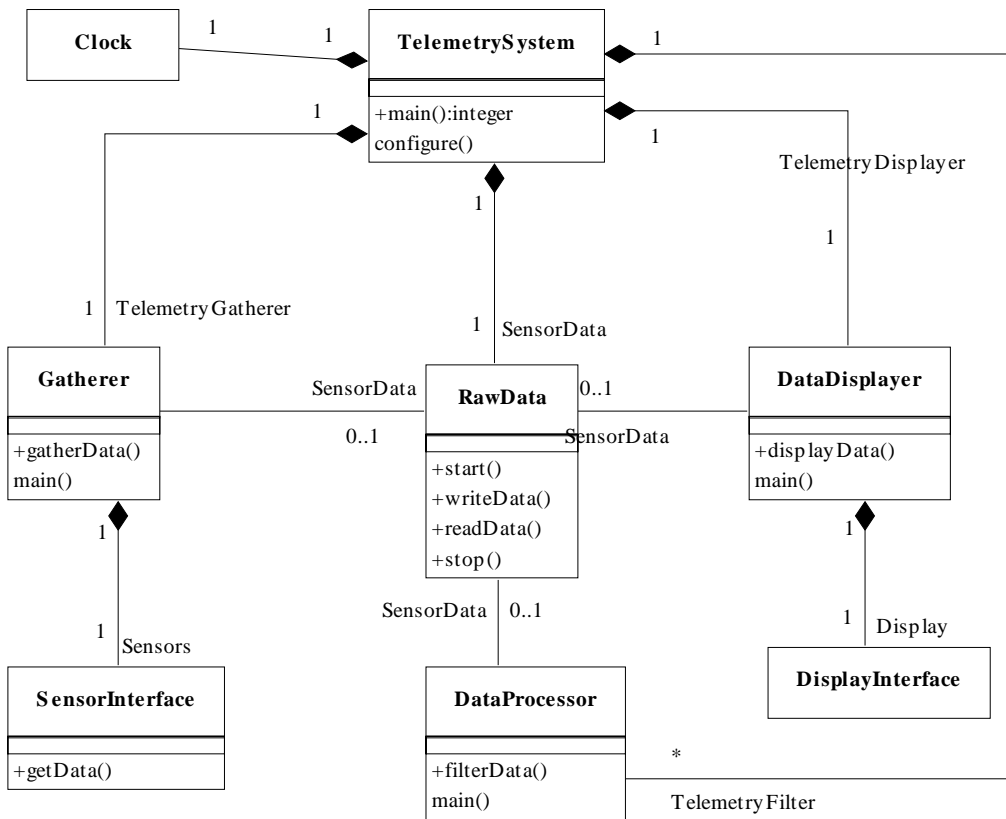 Clock
1
1
TelemetrySystem
+main():integer
configure()
1
1
1
1
TelemetryDisplayer
1
1
TelemetryGatherer
1
SensorData
Gatherer
+gatherData()
main()
SensorData
0..1
RawData
+start()
+writeData()
+readData()
+stop()
0..1
SensorData
DataDisplayer
+displayData()
main()
1
1
Sensors
SensorInterface
+getData()
SensorData
0..1
DataProcessor
+filterData()
main()
1
1
Display
DisplayInterface
*
TelemetryFilter